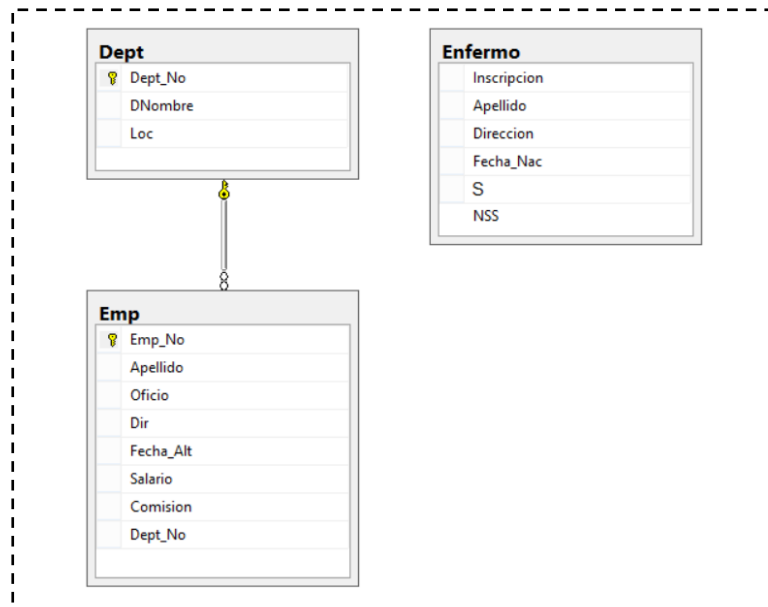 Dept
Dept_No
DNombre
Loc
Enfermo
Inscripcion
Apellido
Direccion
Fecha_Nac
S
NSS
Emp
Emp_No
Apellido
Oficio
Dir
Fecha_Alt
Salario
Comision
Dept_No